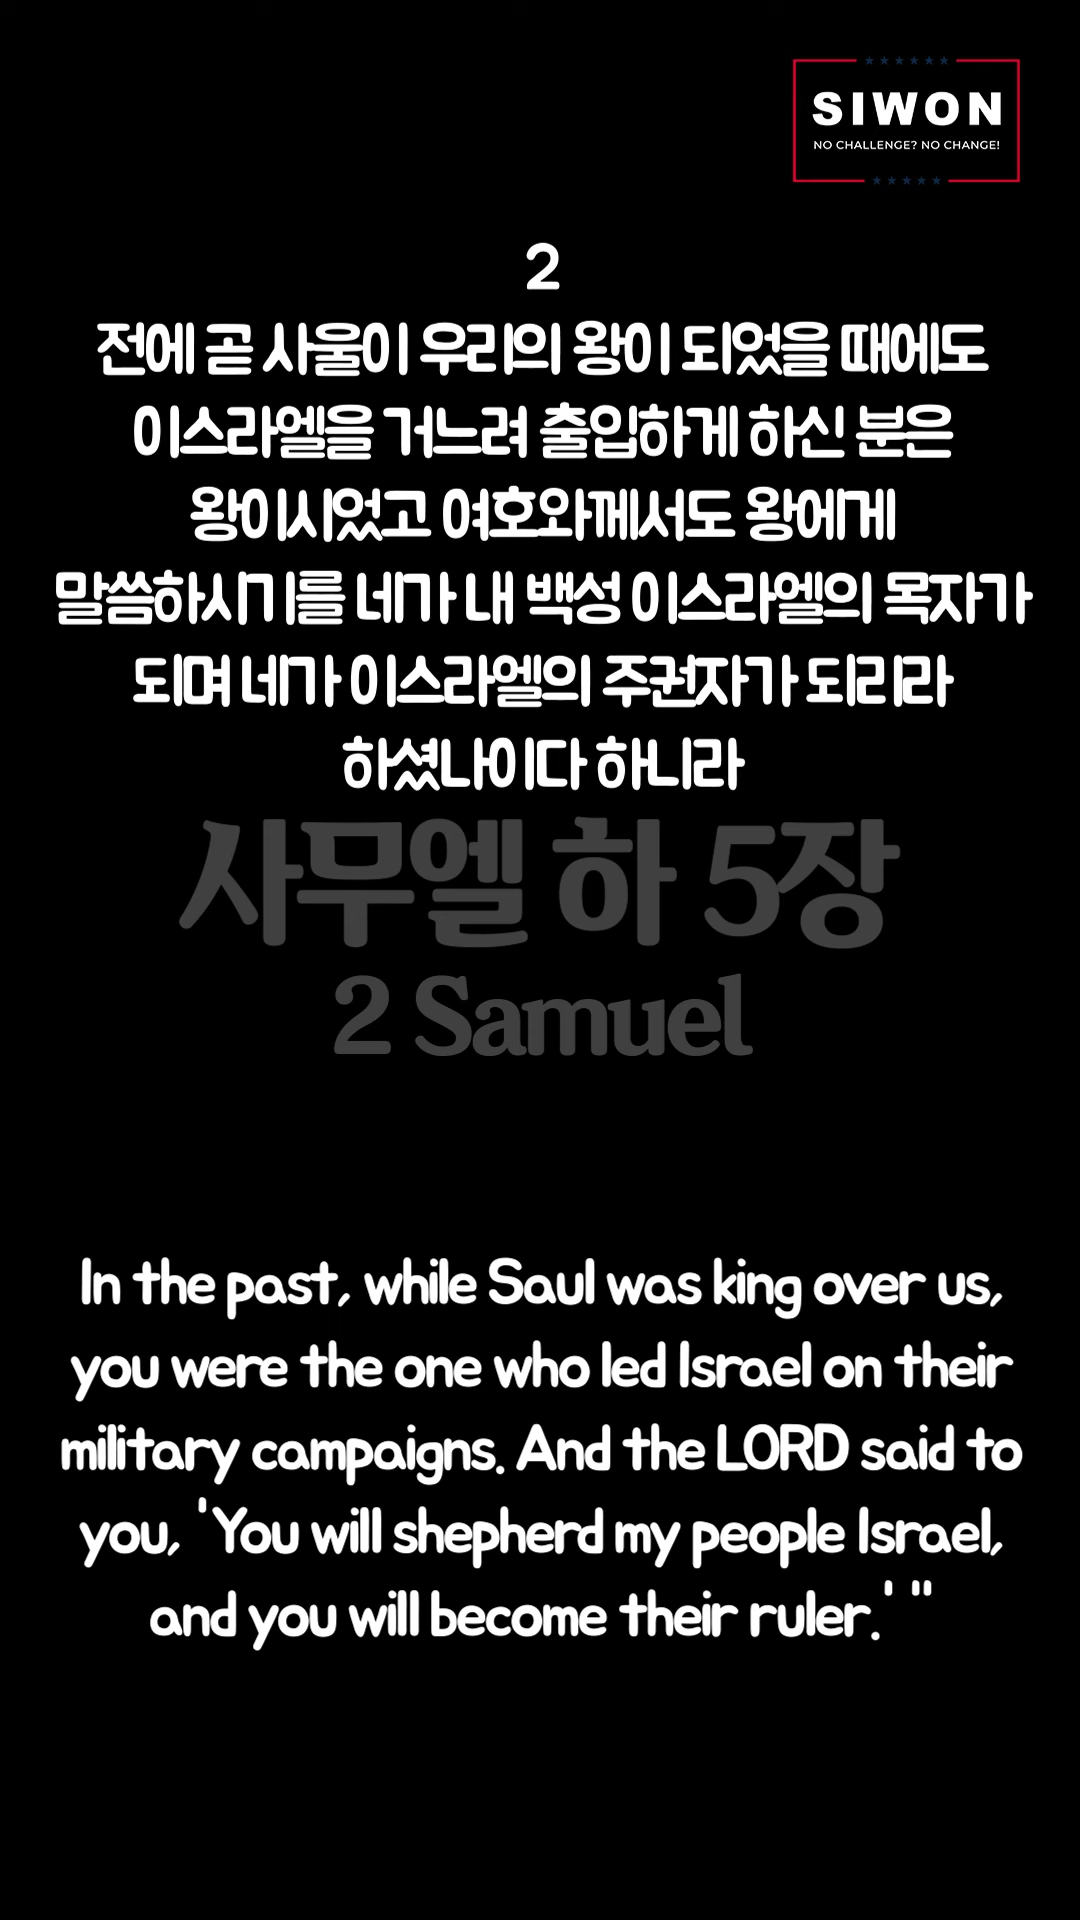 SIWON
NO CHALLENGE? NO CHANGE!
2
전에 곧 사울이 우리의 왕이 되었을 때에도
이스라엘을 거느려 출입하게 하신 분은
왕이시었고 여호와께서도 왕에게
말씀하시기를 네가 내 백성 이스라엘의 목자가
되며 네가 이스라엘의 주권자가 되리라
하셨나이다 하니라
사무엘 하 5장
2 Samuel
In the past, while Saul was king over us,
you were the one who led Israel on their
military campaigns. And the LORD said to
you, 'You will shepherd my people Israel,
and you will become their ruler.' "